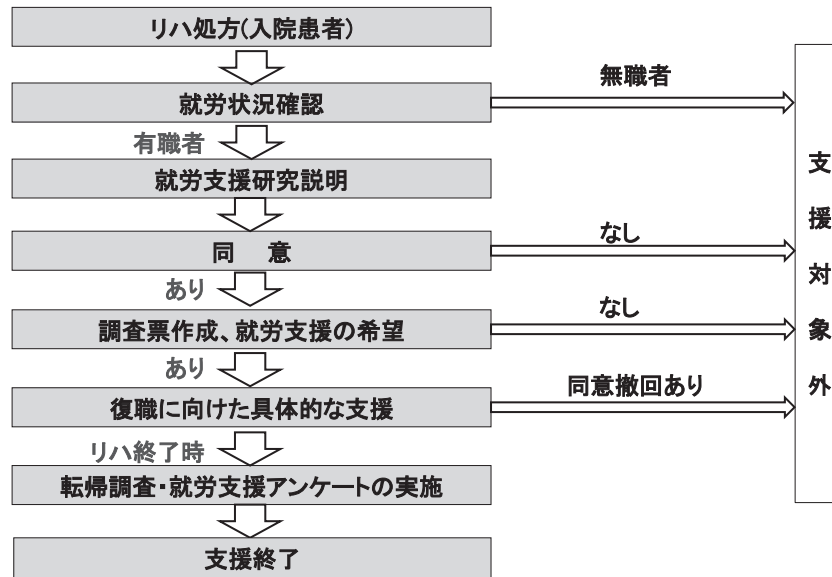 リハ処方(入院患者)
無職者
就労状況確認
有職者
就労支援研究説明
なし
同　意
あり
なし
調査票作成、就労支援の希望
あり
同意撤回あり
復職に向けた具体的な支援
リハ終了時
転帰調査・就労支援アンケートの実施
支援終了
支援対象外